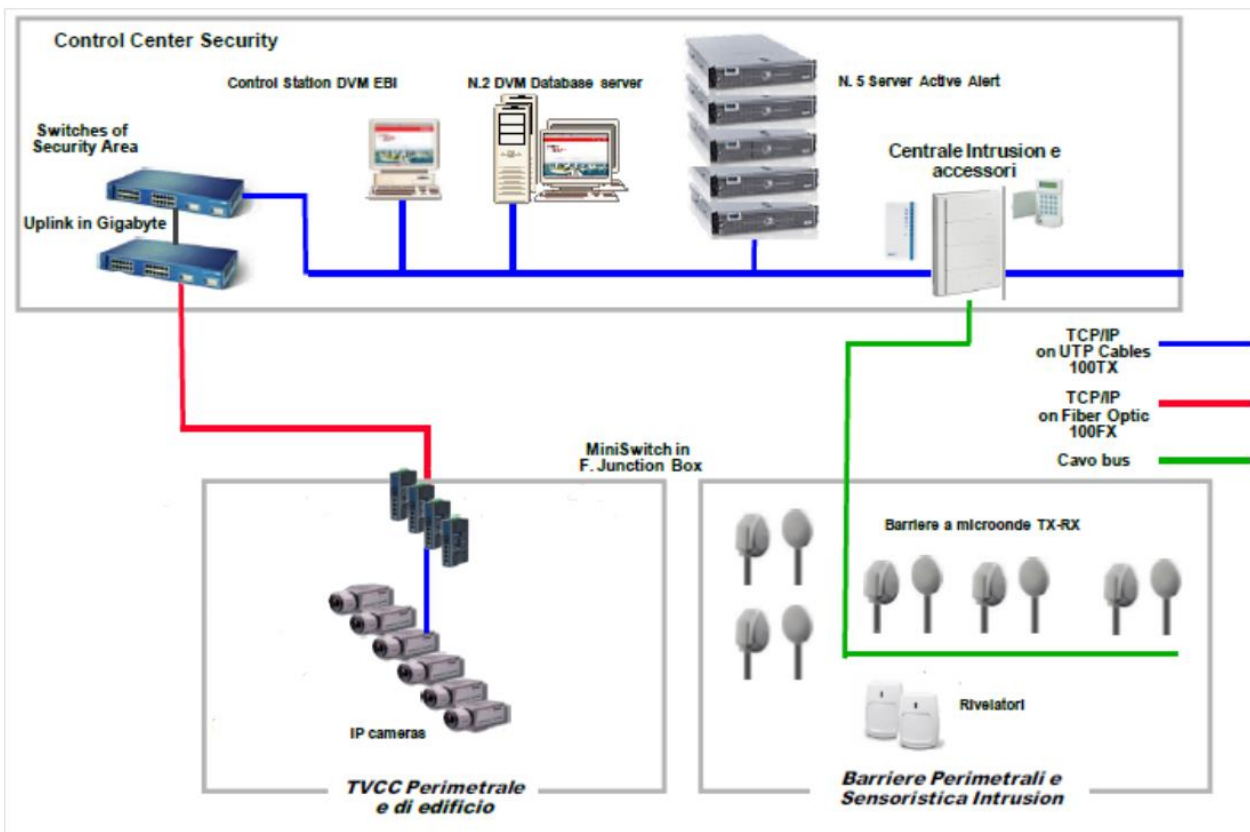 Control Center Security
Control Station DVM EBI
N.2 DVM Database server
N. 5 Server Active Alert
Switches of
Security Area
Centrale Intrusion e
accessori
Uplink in Gigabyte
TCP/IP
on UTP Cables
100TX
TCP/IP
on Fiber Optic
100FX
Cavo bus
MiniSwitch in
F. Junction Box
Barriere a microonde TX-RX
Rivelatori
IP cameras
TVCC Perimetrale
e di edificio
Barriere Perimetrali e
Sensoristica Intrusion